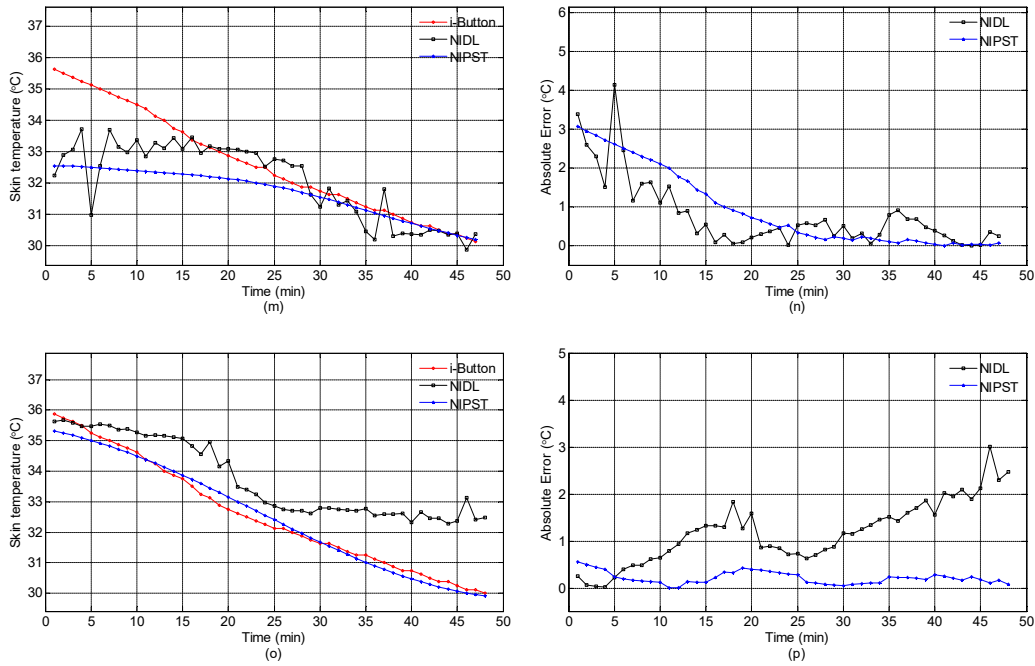 37
36
35
34
33
32
31
30
0 5 10 15 20 25 30 35 40 45 50
Skin temperature (°C)
Time (min)
i-Button
NIDL
NIPST
(m)
6
5
4
3
2
1
0
0 5 10 15 20 25 30 35 40 45 50
Absolute Error (°C)
Time (min)
NIDL
NIPST
(n)
37
36
35
34
33
32
31
30
0 5 10 15 20 25 30 35 40 45 50
Skin temperature (°C)
Time (min)
i-Button
NIDL
NIPST
(o)
5
4
3
2
1
0
0 5 10 15 20 25 30 35 40 45 50
Absolute Error (°C)
Time (min)
NIDL
NIPST
(p)